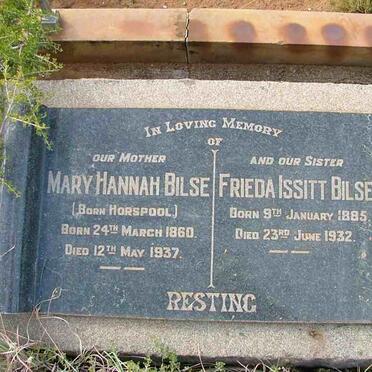 In Loving Memory
of
our Mother
Mary Hannah Bilse
(Born Horspool)
Born 24th March 1860.
Died 12th May 1937.
and our Sister
Frieda Issitt Bilse
Born 9th January 1885.
Died 23rd June 1932.
RESTING